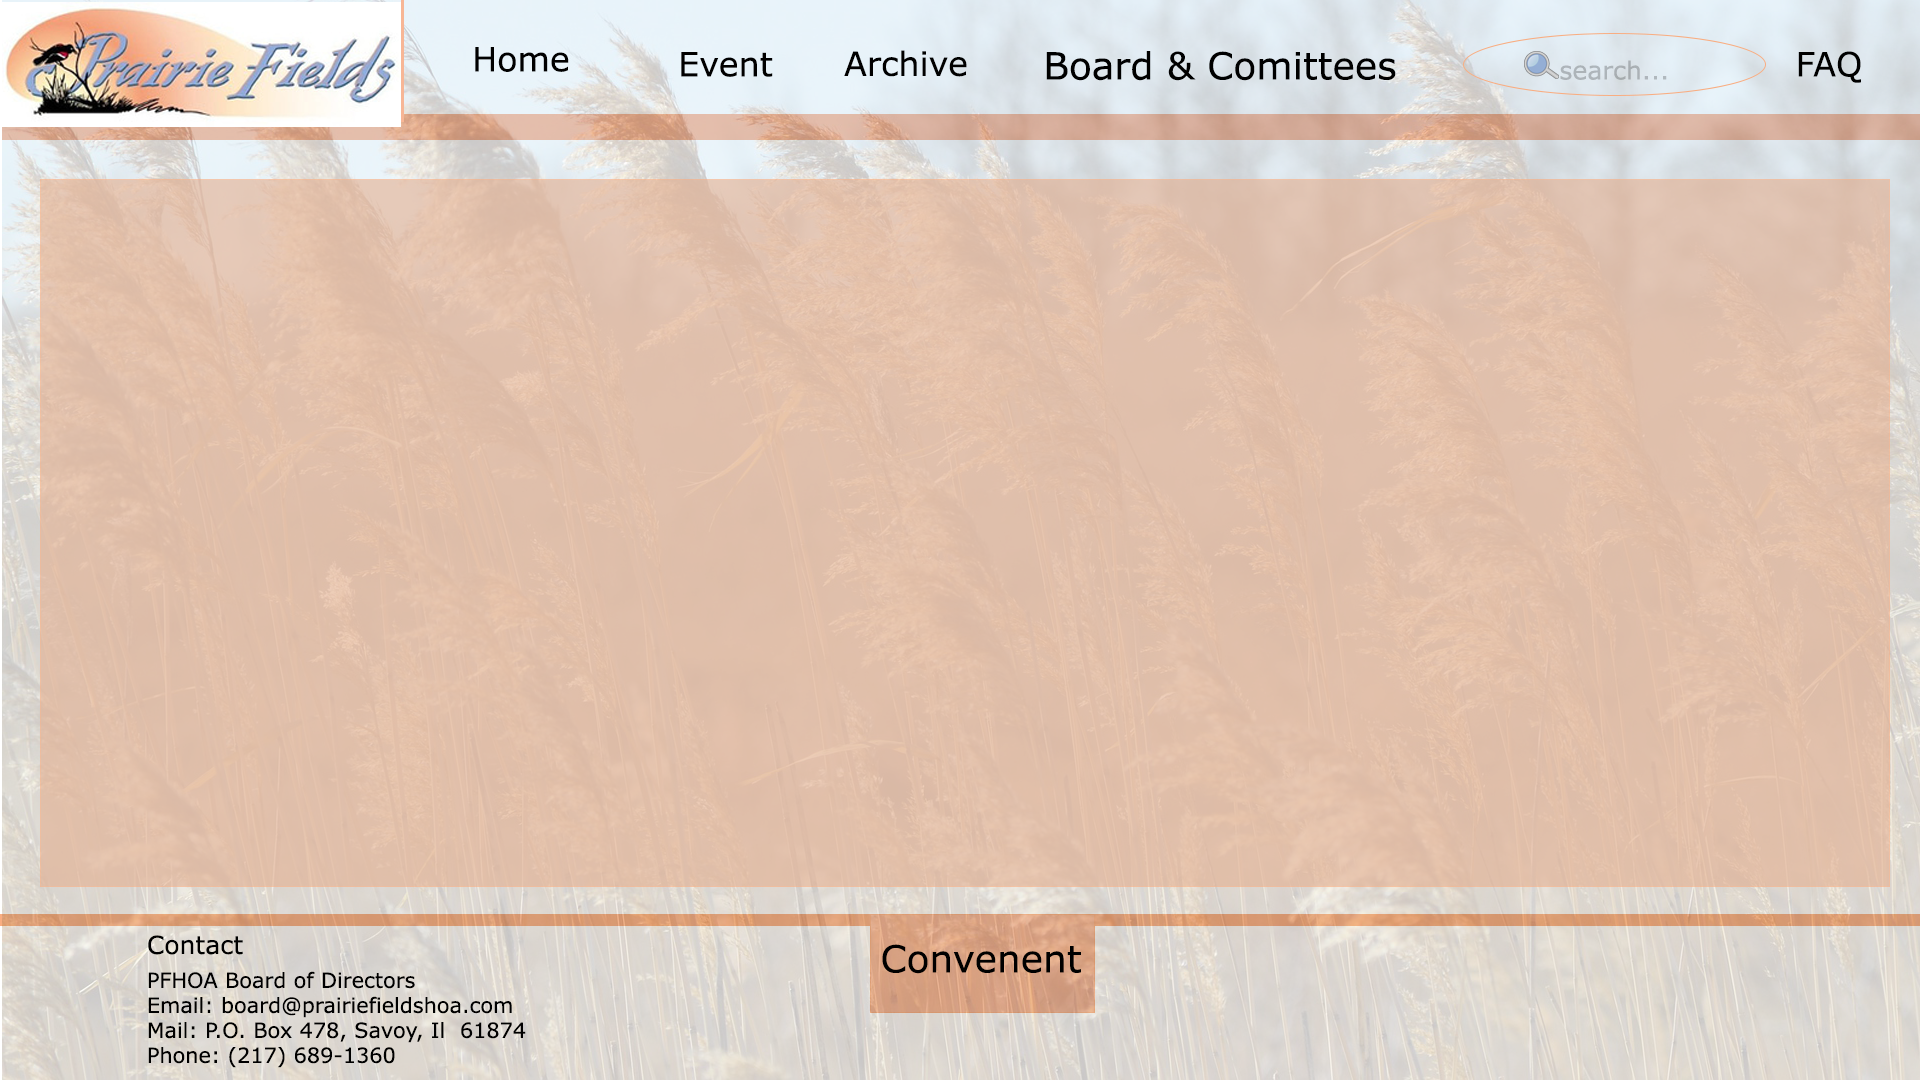 Prairie Fields
Home
Event
Archive
Board & Comittees
search...
FAQ
Contact
PFHOA Board of Directors
Email: board@prairiefieldshoa.com
Mail: P.O. Box 478, Savoy, Il  61874
Phone: (217) 689-1360
Convenent